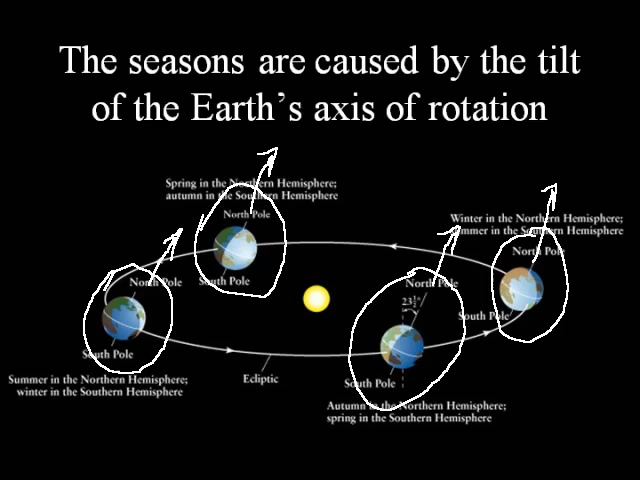 The seasons are caused by the tilt
of the Earth's axis of rotation
Spring in the Northern Hemisphere;
autumn in the Southern Hemisphere
North Pole
South Pole
Winter in the Northern Hemisphere;
summer in the Southern Hemisphere
North Pole
South Pole
North Pole
South Pole
Summer in the Northern Hemisphere;
winter in the Southern Hemisphere
Ecliptic
North Pole
23½°
South Pole
Autumn in the Northern Hemisphere;
spring in the Southern Hemisphere